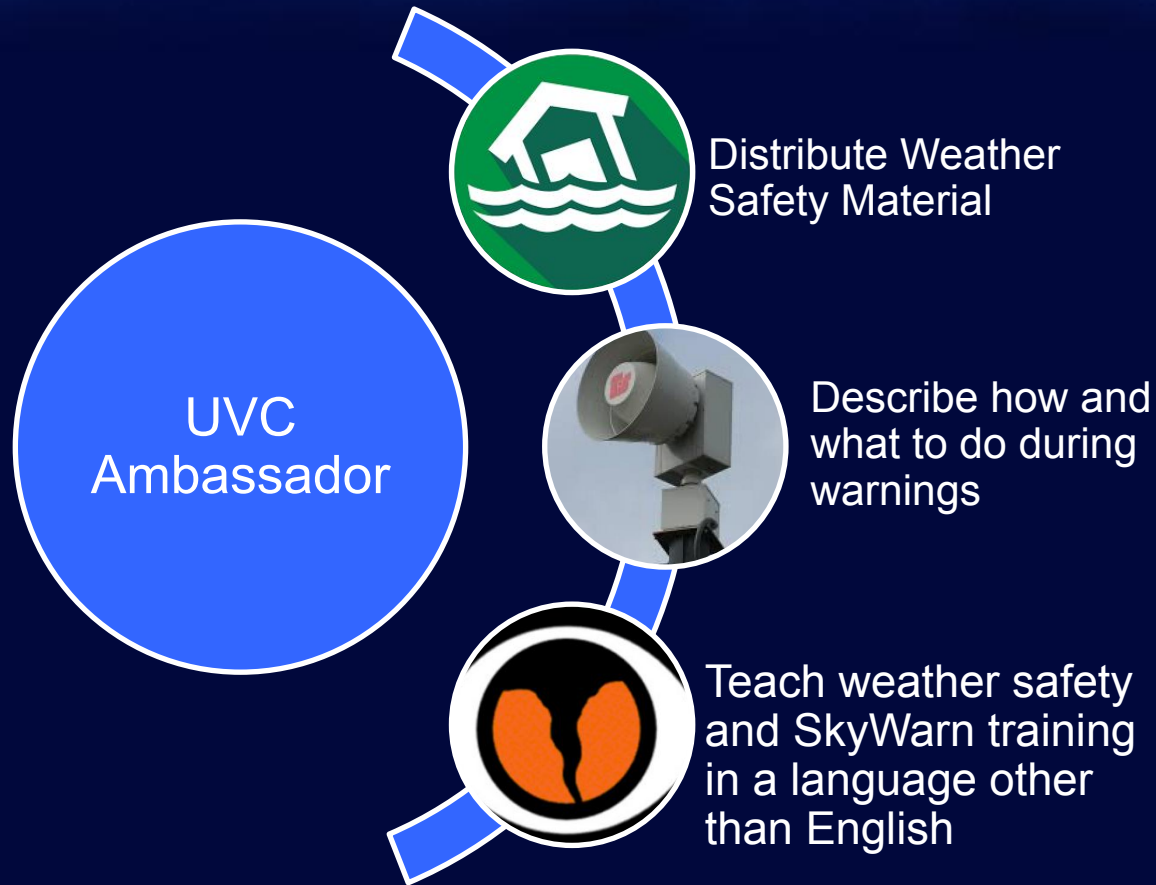 Distribute Weather
Safety Material
UVC
Ambassador
Describe how and
what to do during
warnings
Teach weather safety
and SkyWarn training
in a language other
than English